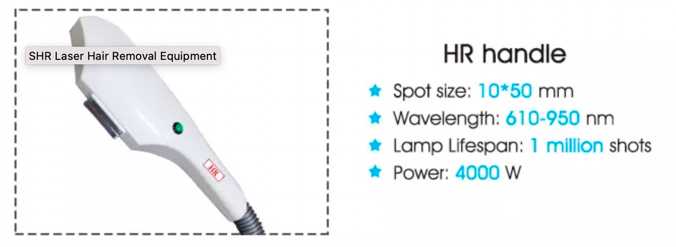 SHR Laser Hair Removal Equipment
HR
HR handle
Spot size: 10*50 mm
Wavelength: 610-950 nm
Lamp Lifespan: 1 million shots
Power: 4000 W